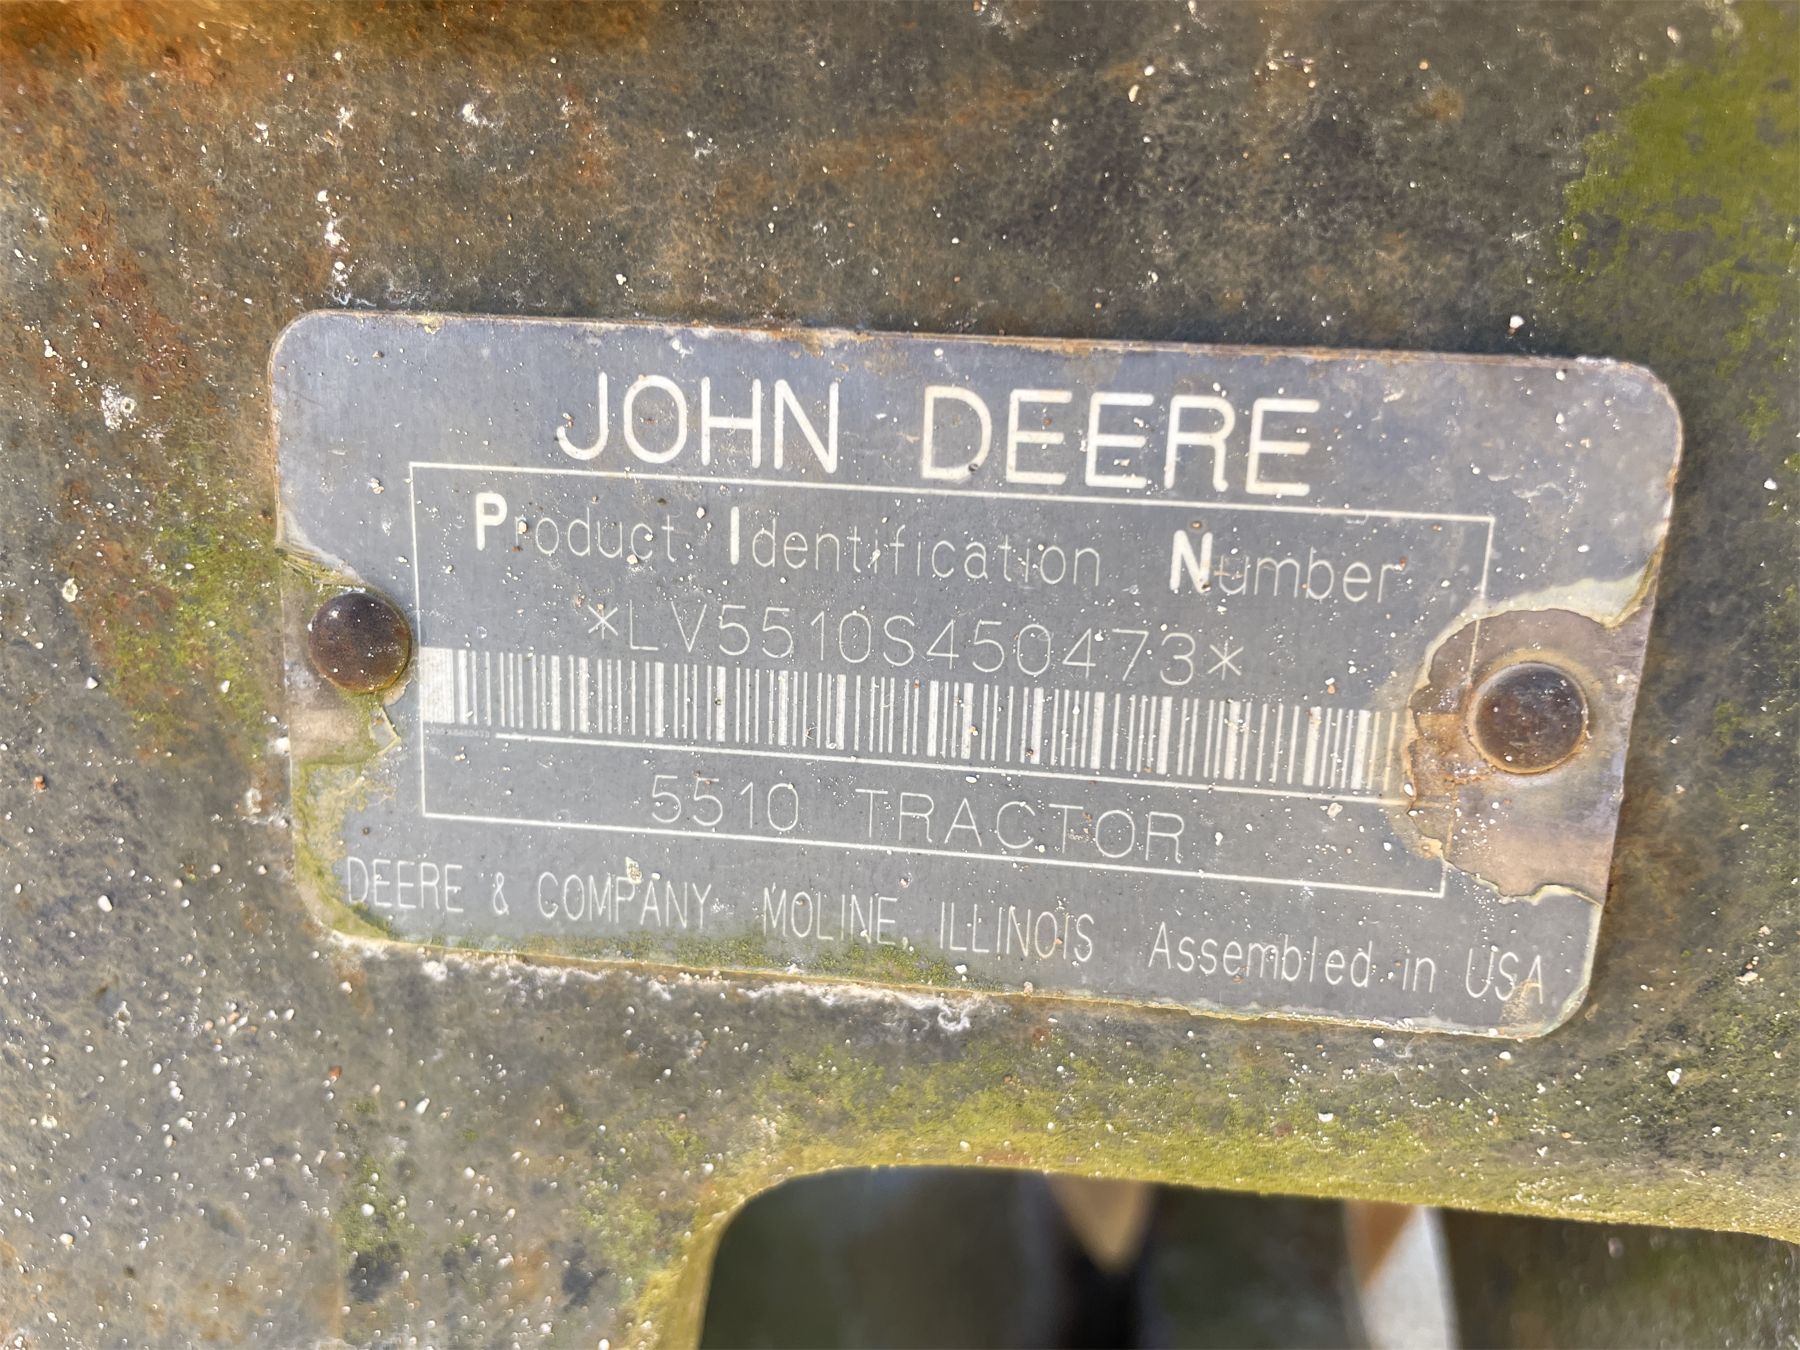 JOHN DEERE
Product Identification Number
*LV5510S450473*
5510 TRACTOR
DEERE & COMPANY MOLINE, ILLINOIS Assembled in USA